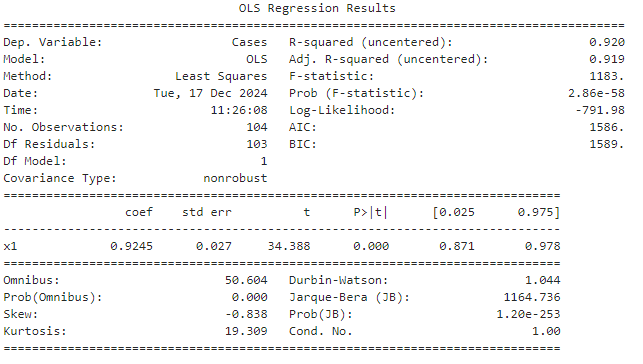 OLS Regression Results
==============================================================================
Dep. Variable: Cases R-squared (uncentered): 0.920
Model: OLS Adj. R-squared (uncentered): 0.919
Method: Least Squares F-statistic: 1183.
Date: Tue, 17 Dec 2024 Prob (F-statistic): 2.86e-58
Time: 11:26:08 Log-Likelihood: -791.98
No. Observations: 104 AIC: 1586.
Df Residuals: 103 BIC: 1589.
Df Model: 1
Covariance Type: nonrobust
==============================================================================
coef std err t P>|t| [0.025 0.975]
------------------------------------------------------------------------------
x1 0.9245 0.027 34.388 0.000 0.871 0.978
==============================================================================
Omnibus: 50.604 Durbin-Watson: 1.044
Prob(Omnibus): 0.000 Jarque-Bera (JB): 1164.736
Skew: -0.838 Prob(JB): 1.20e-253
Kurtosis: 19.309 Cond. No. 1.00
==============================================================================